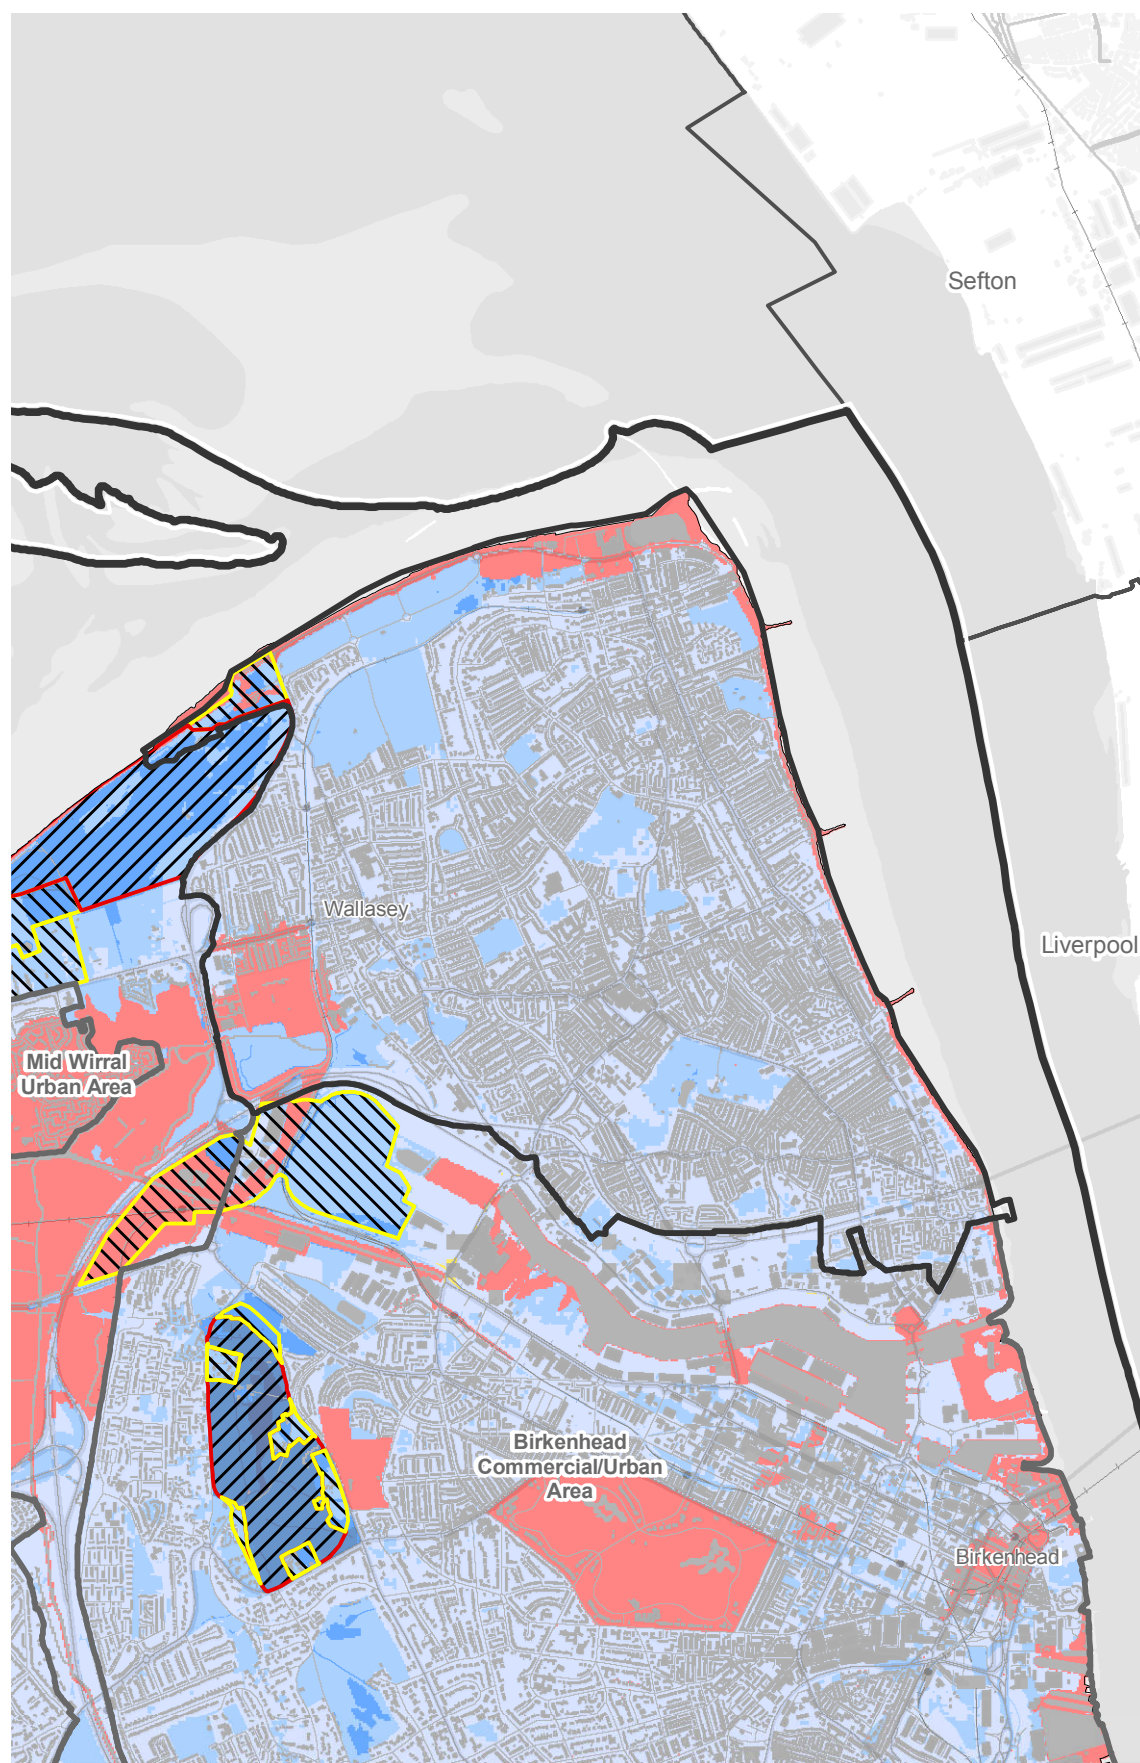 Sefton
Wallasey
Liverpool
Mid Wirral
Urban Area
Birkenhead
Commercial/Urban
Area
Birkenhead